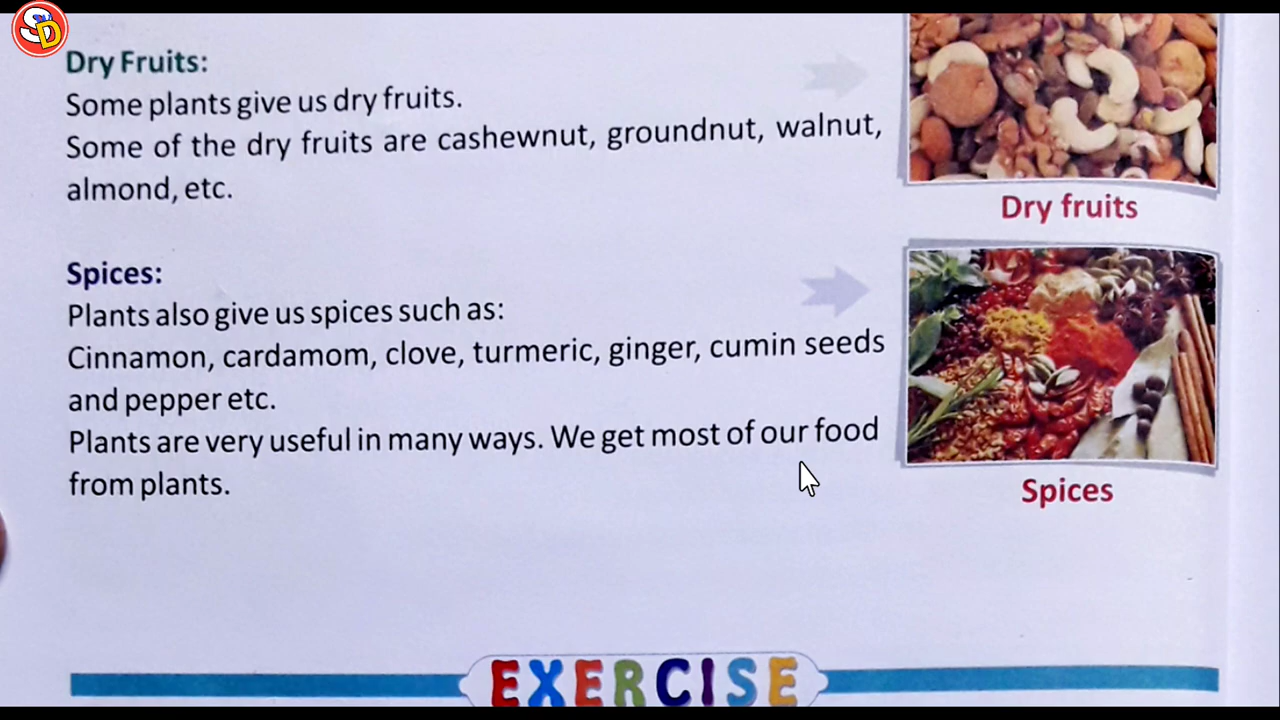 SD
Dry Fruits:
Some plants give us dry fruits.
Some of the dry fruits are cashewnut, groundnut, walnut,
almond, etc.
Dry fruits
Spices:
Plants also give us spices such as:
Cinnamon, cardamom, clove, turmeric, ginger, cumin seeds
and pepper etc.
Plants are very useful in many ways. We get most of our food
from plants.
Spices
EXERCISE